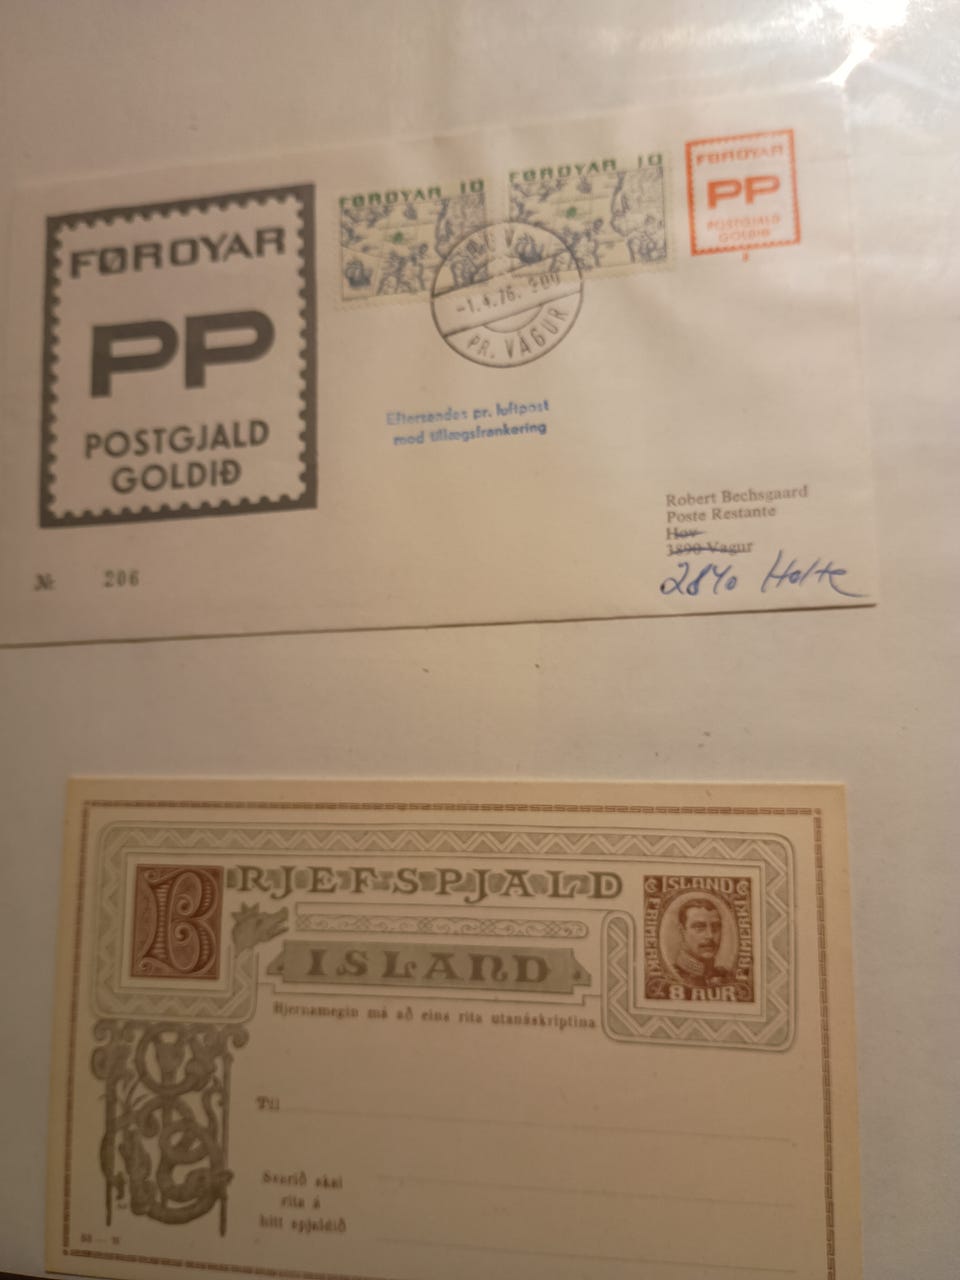 FØROYAR
PP
POSTGJALD
GOLDIÐ
№ 206
FØROYAR 10
FØROYAR 10
-1.4.76.
PR. VÁGUR
FØROYAR
PP
POSTGJALD
GOLDIÐ
Eftersendes pr. luftpost
mod tillægsfrankering
Robert Bechsgaard
Poste Restante
Hov
3890 Vagur
2840 Holte
BRJEFSPJALD
ISLAND
Hjernamegin má að eins rita utanáskriptina
ISLAND
FRIMERKI
FRIMERKI
8 AUR
Til
Svarið skal
rita á
hitt spjaldið